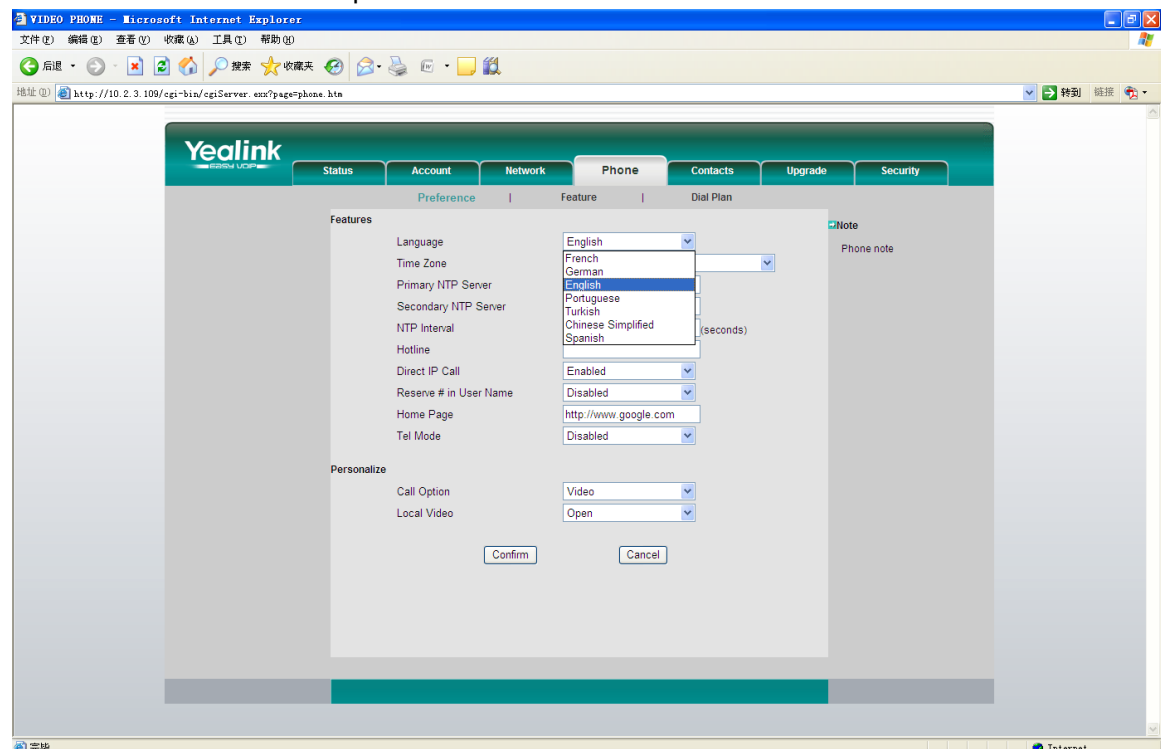 VIDEO PHONE - Microsoft Internet Explorer
文件(F) 编辑(E) 查看(V) 收藏(A) 工具(T) 帮助(H)
后退 搜索 收藏夹
地址(D) http://10.2.3.109/cgi-bin/cgiServer.exx?page=phone.htm 转到 链接
Yealink
EASY VOIP
Status Account Network Phone Contacts Upgrade Security
Preference | Feature | Dial Plan
Features
Note
Language English
Phone note
Time Zone
French
German
Primary NTP Server English
Secondary NTP Server Portuguese
Turkish
NTP Interval Chinese Simplified (seconds)
Spanish
Hotline
Direct IP Call Enabled
Reserve # in User Name Disabled
Home Page http://www.google.com
Tel Mode Disabled
Personalize
Call Option Video
Local Video Open
Confirm Cancel
完毕 Internet